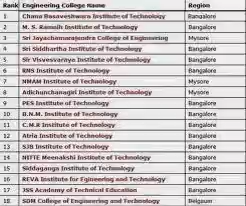 Rank Engineering College Name Region
1 Channa Basaveshwara Institute of Technology Bangalore
2 M. S. Ramaiah Institute of Technology Bangalore
3 Sri Jayachamarajendra College of Engineering Mysore
4 Sri Siddhartha Institute of Technology Bangalore
5 Sir Visvesvaraya Institute of Technology Bangalore
6 RNS Institute of Technology Bangalore
7 NMAM Institute of Technology Mysore
8 Adichunchanagiri Institute of Technology Mysore
9 PES Institute of Technology Bangalore
10 B.N.M. Institute of Technology Bangalore
11 C.M.R Institute of Technology Bangalore
12 Atria Institute of Technology Bangalore
13 SJB Institute of Technology Bangalore
14 NITTE Meenakshi Institute of Technology Bangalore
15 Siddaganga Institute of Technology Bangalore
16 REVA Institute for Engineering and Technology Bangalore
17 JSS Academy of Technical Education Bangalore
18 SDM College of Engineering and Technology Belgaum